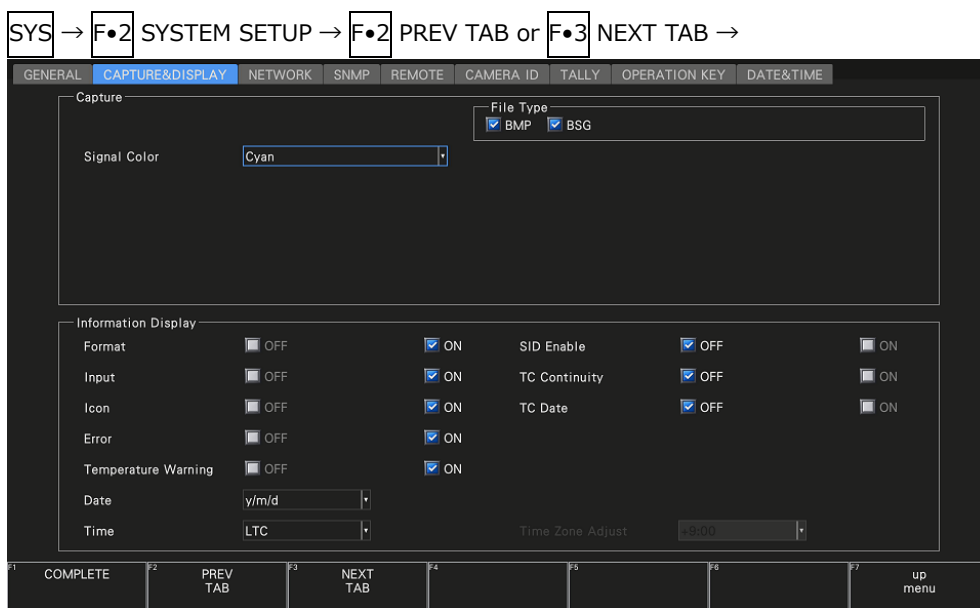 SYS → F•2 SYSTEM SETUP → F•2 PREV TAB or F•3 NEXT TAB →
GENERAL CAPTURE&DISPLAY NETWORK SNMP REMOTE CAMERA ID TALLY OPERATION KEY DATE&TIME
Capture
File Type
BMP BSG
Signal Color Cyan
Information Display
Format OFF ON SID Enable OFF ON
Input OFF ON TC Continuity OFF ON
Icon OFF ON TC Date OFF ON
Error OFF ON
Temperature Warning OFF ON
Date y/m/d
Time LTC Time Zone Adjust +9:00
F1 COMPLETE F2 PREV F3 NEXT F4 F5 F6 F7 up
TAB TAB menu